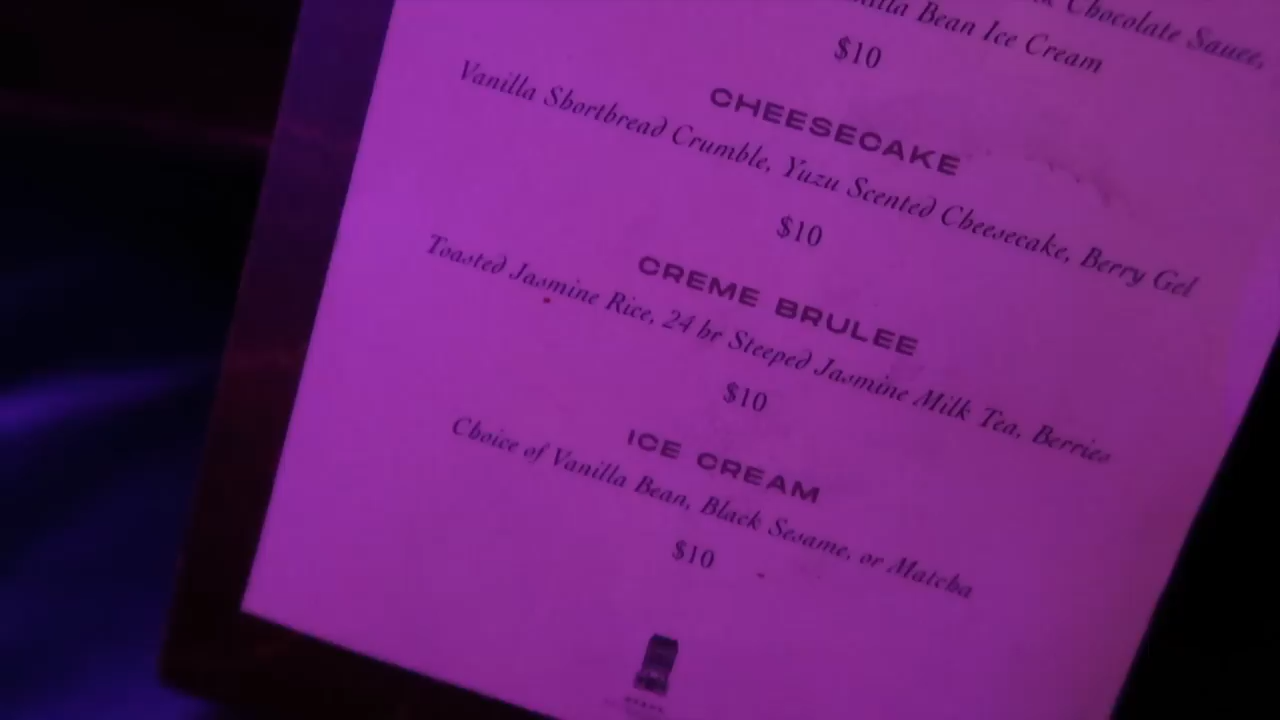 Chocolate Sauce,
Vanilla Bean Ice Cream
$10
CHEESECAKE
Vanilla Shortbread Crumble, Yuzu Scented Cheesecake, Berry Gel
$10
CREME BRULEE
Toasted Jasmine Rice, 24 hr Steeped Jasmine Milk Tea, Berries
$10
ICE CREAM
Choice of Vanilla Bean, Black Sesame, or Matcha
$10